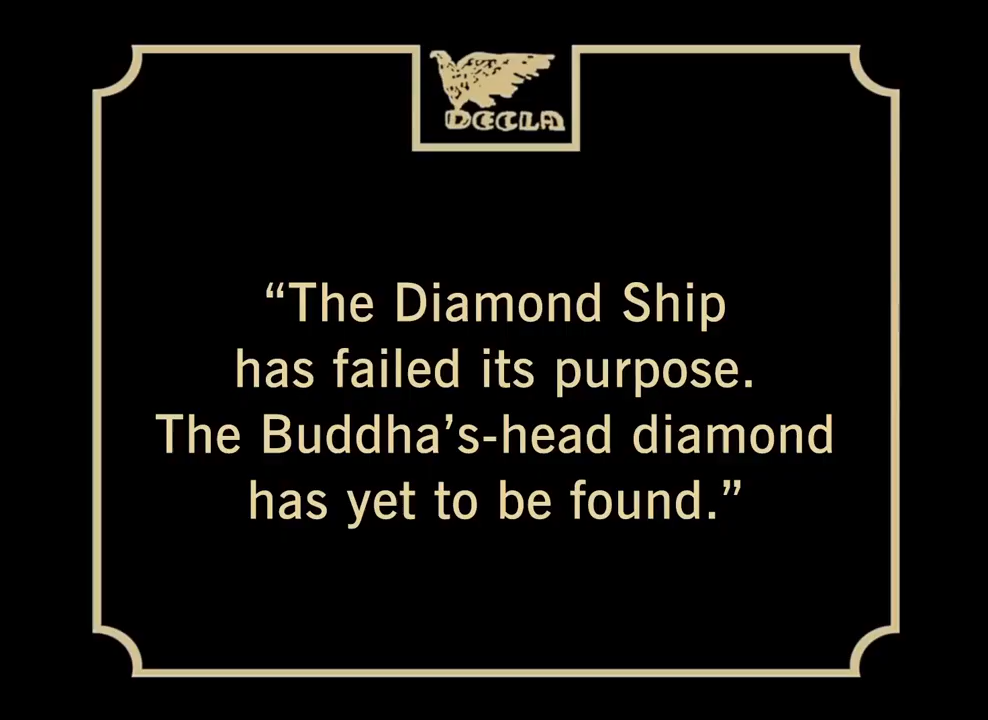 DECLA
“The Diamond Ship
has failed its purpose.
The Buddha’s-head diamond
has yet to be found.”